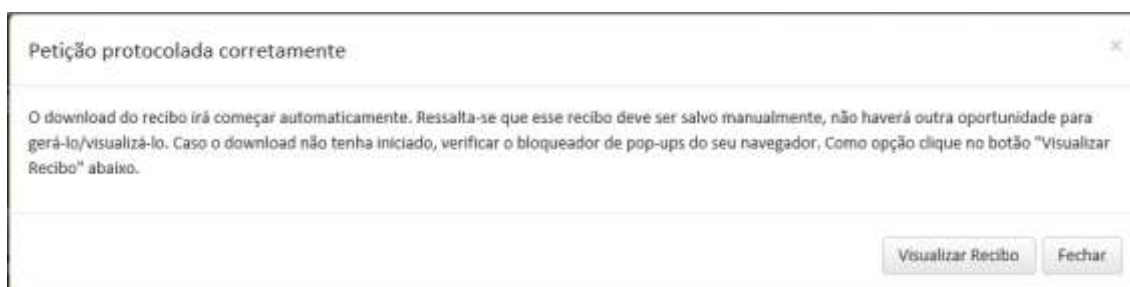 Petição protocolada corretamente
×
O download do recibo irá começar automaticamente. Ressalta-se que esse recibo deve ser salvo manualmente, não haverá outra oportunidade para
gerá-lo/visualizá-lo. Caso o download não tenha iniciado, verificar o bloqueador de pop-ups do seu navegador. Como opção clique no botão "Visualizar
Recibo" abaixo.
Visualizar Recibo Fechar